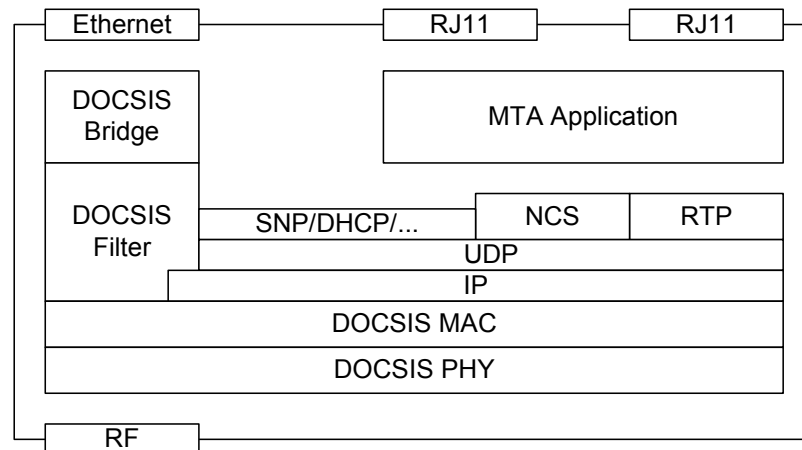 Ethernet
RJ11
RJ11
DOCSIS
Bridge
MTA Application
DOCSIS
Filter
SNP/DHCP/...
NCS
RTP
UDP
IP
DOCSIS MAC
DOCSIS PHY
RF